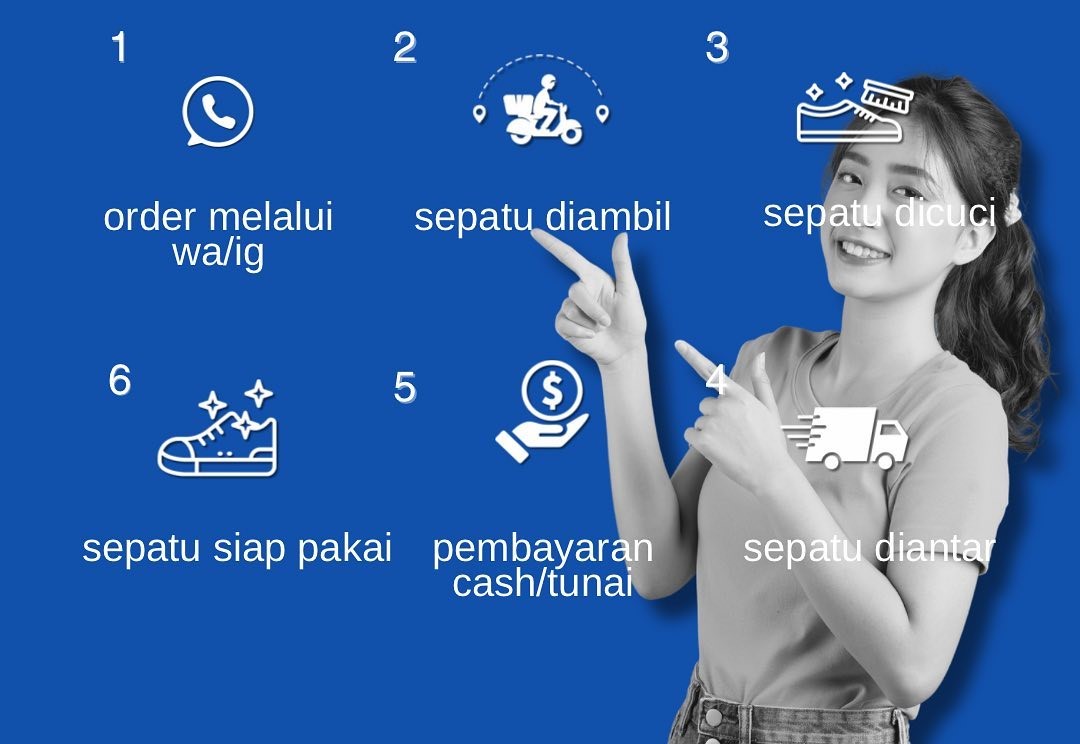 1
order melalui
wa/ig
2
sepatu diambil
3
sepatu dicuci
4
sepatu diantar
5
pembayaran
cash/tunai
6
sepatu siap pakai